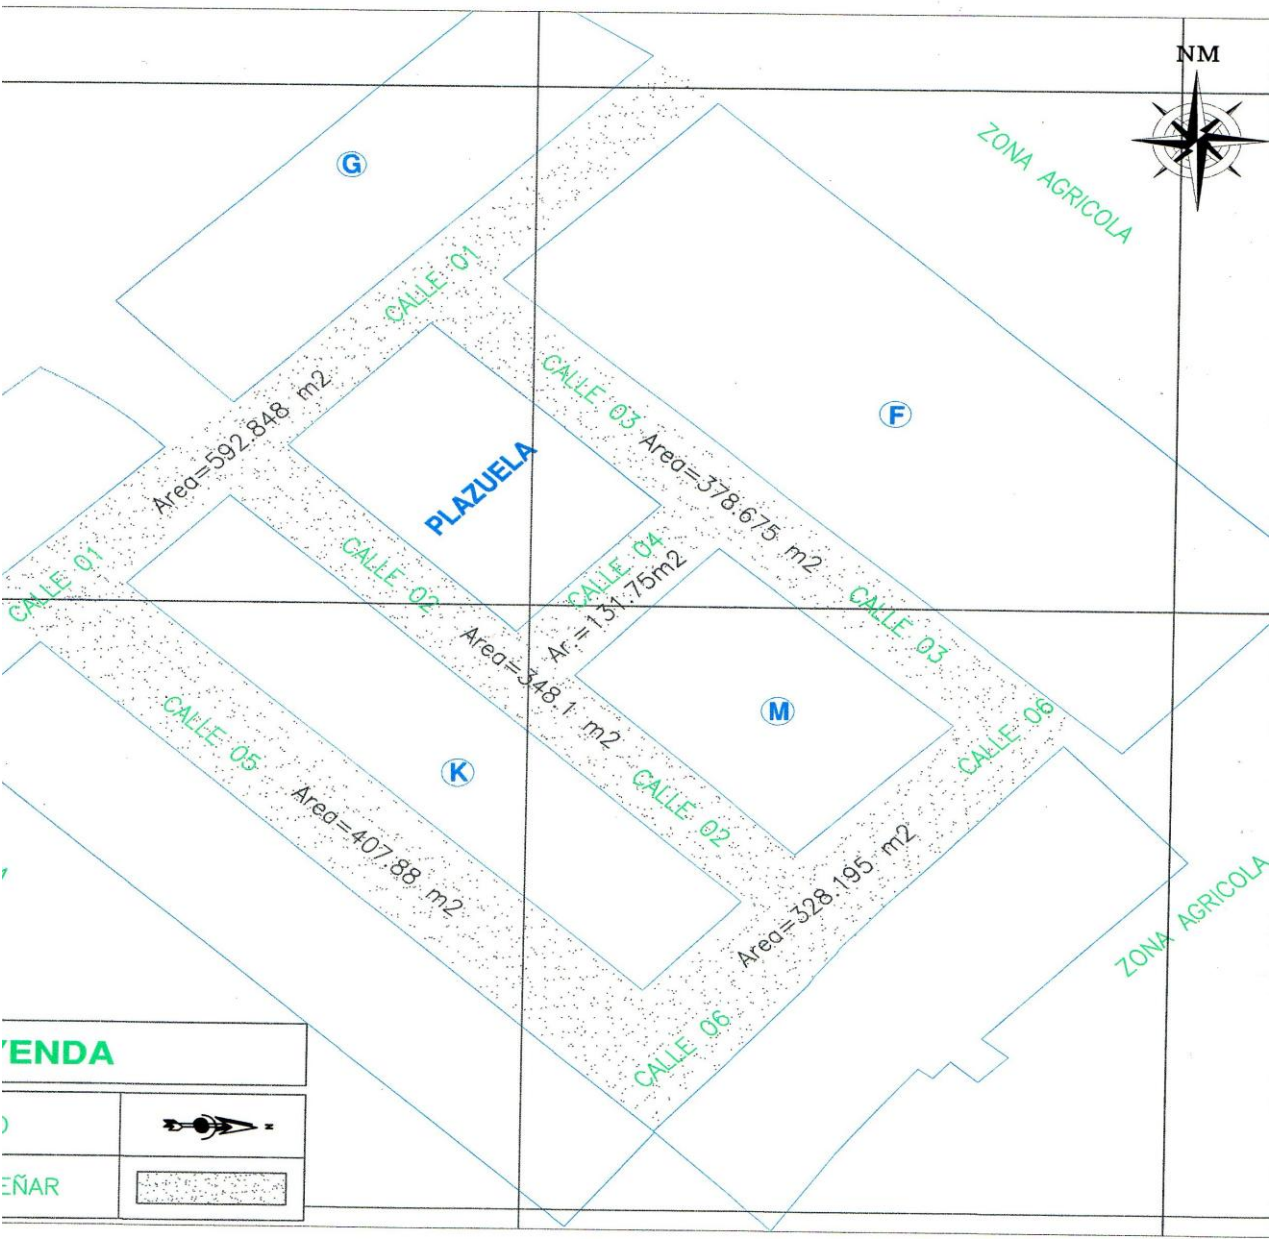 NM
ZONA AGRICOLA
G
CALLE 01
CALLE 03
F
Area=592.848 m2
Area=378.675 m2
PLAZUELA
CALLE 04
Ar.=131.75m2
CALLE 01
CALLE 02
CALLE 03
Area=348.1 m2
M
CALLE 06
CALLE 05
K
CALLE 02
Area=407.88 m2
Area=328.195 m2
ZONA AGRICOLA
CALLE 06
YENDA
EÑAR
N